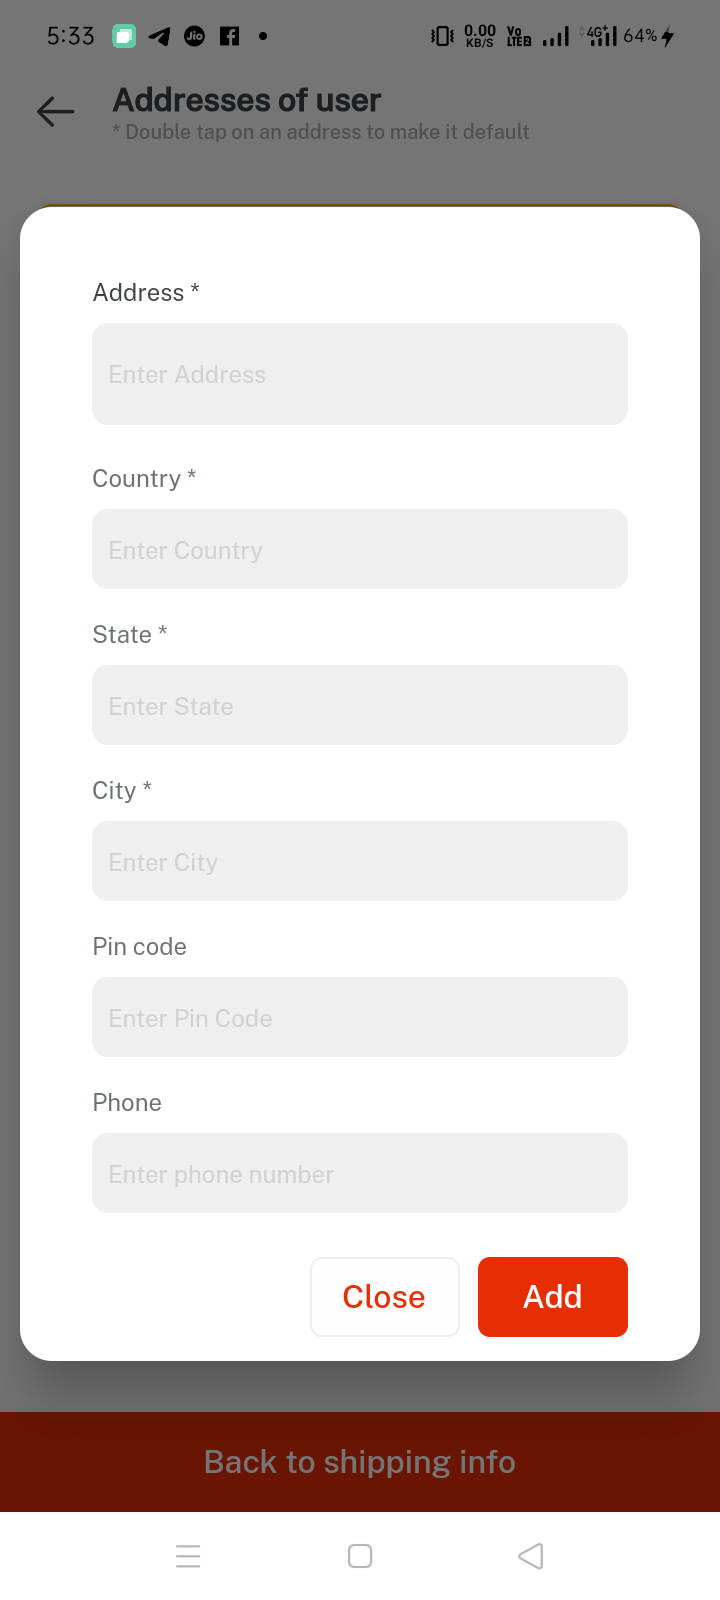 5:33
Jio
0.00
KB/S
Vo
LTE2
4G+
64%
Addresses of user
* Double tap on an address to make it default
Address *
Enter Address
Country *
Enter Country
State *
Enter State
City *
Enter City
Pin code
Enter Pin Code
Phone
Enter phone number
Close
Add
Back to shipping info